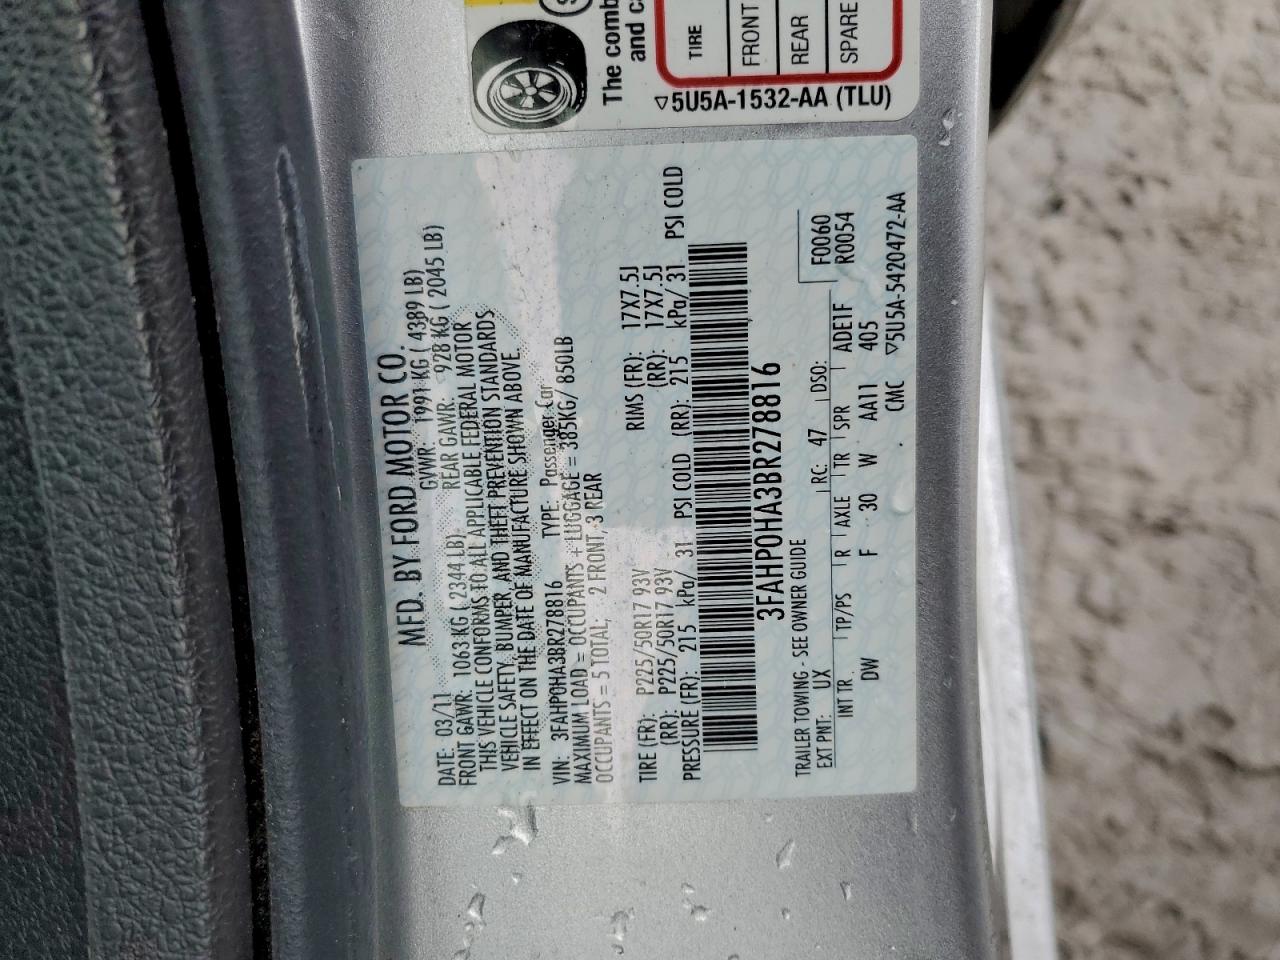 MFD. BY FORD MOTOR CO.
DATE: 03/11 GVWR: 1991 KG ( 4389 LB)
FRONT GAWR: 1063 KG ( 2344 LB) REAR GAWR: 928 KG ( 2045 LB)
THIS VEHICLE CONFORMS TO ALL APPLICABLE FEDERAL MOTOR
VEHICLE SAFETY, BUMPER, AND THEFT PREVENTION STANDARDS
IN EFFECT ON THE DATE OF MANUFACTURE SHOWN ABOVE.
VIN: 3FAHP0HA3BR278816 TYPE: Passenger Car
MAXIMUM LOAD = OCCUPANTS + LUGGAGE = 385KG/ 850LB
OCCUPANTS = 5 TOTAL; 2 FRONT, 3 REAR
TIRE (FR): P225/50R17 93V RIMS (FR): 17X7.5J
(RR): P225/50R17 93V (RR): 17X7.5J
PRESSURE (FR): 215 kPa/ 31 PSI COLD (RR): 215 kPa/ 31 PSI COLD
3FAHP0HA3BR278816
TRAILER TOWING - SEE OWNER GUIDE F0060
EXT PNT: UX RC: 47 DSO: R0054
INT TR TP/PS R AXLE TR SPR ADE1F
DW F 30 W AA11 405
CMC ▽5U5A-5420472-AA
The comb
and c
TIRE
FRONT
REAR
SPARE
▽5U5A-1532-AA (TLU)